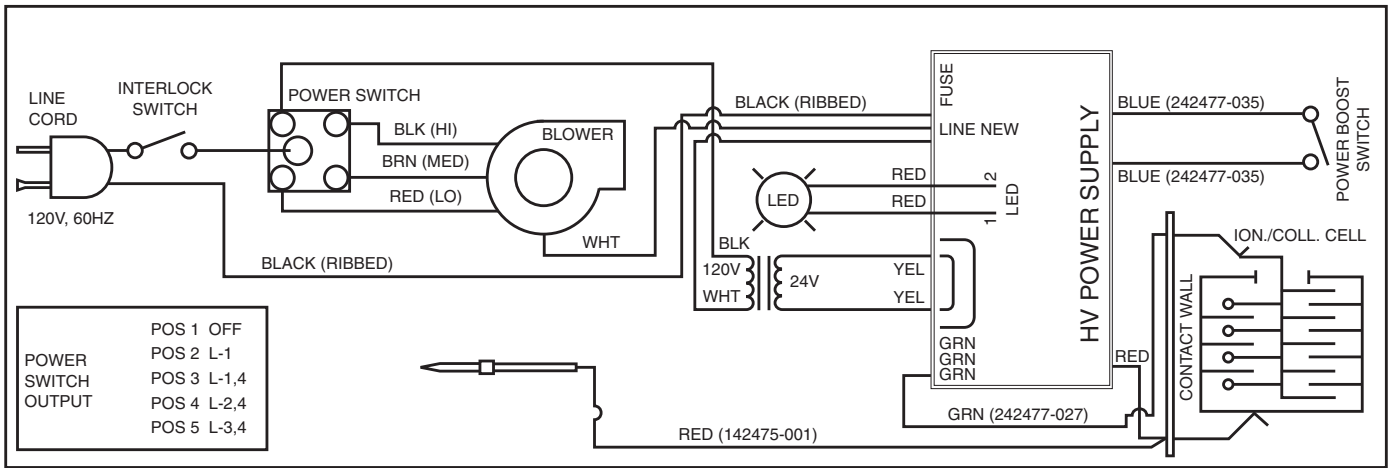 LINE
CORD
INTERLOCK
SWITCH
POWER SWITCH
120V, 60HZ
BLK (HI)
BRN (MED)
RED (LO)
BLOWER
WHT
BLACK (RIBBED)
BLACK (RIBBED)
FUSE
LINE NEW
LED
RED
RED
2
1
LED
BLK
120V
WHT
24V
YEL
YEL
GRN
GRN
GRN
HV POWER SUPPLY
BLUE (242477-035)
BLUE (242477-035)
POWER BOOST
SWITCH
ION./COLL. CELL
CONTACT WALL
RED
GRN (242477-027)
RED (142475-001)
POWER
SWITCH
OUTPUT
POS 1 OFF
POS 2 L-1
POS 3 L-1,4
POS 4 L-2,4
POS 5 L-3,4